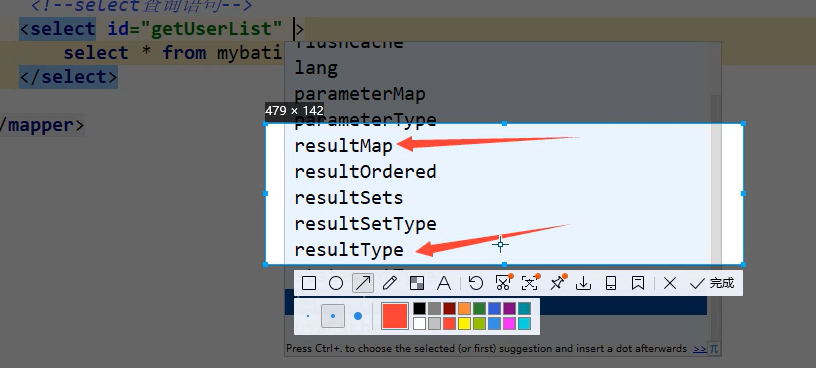 <!--select查询语句-->
<select id="getUserList" >
select * from mybati
</select>
/mapper>
flushCache
lang
parameterMap
479 × 142
parameterType
resultMap
resultOrdered
resultSets
resultSetType
resultType
完成
Press Ctrl+. to choose the selected (or first) suggestion and insert a dot afterwards >> π